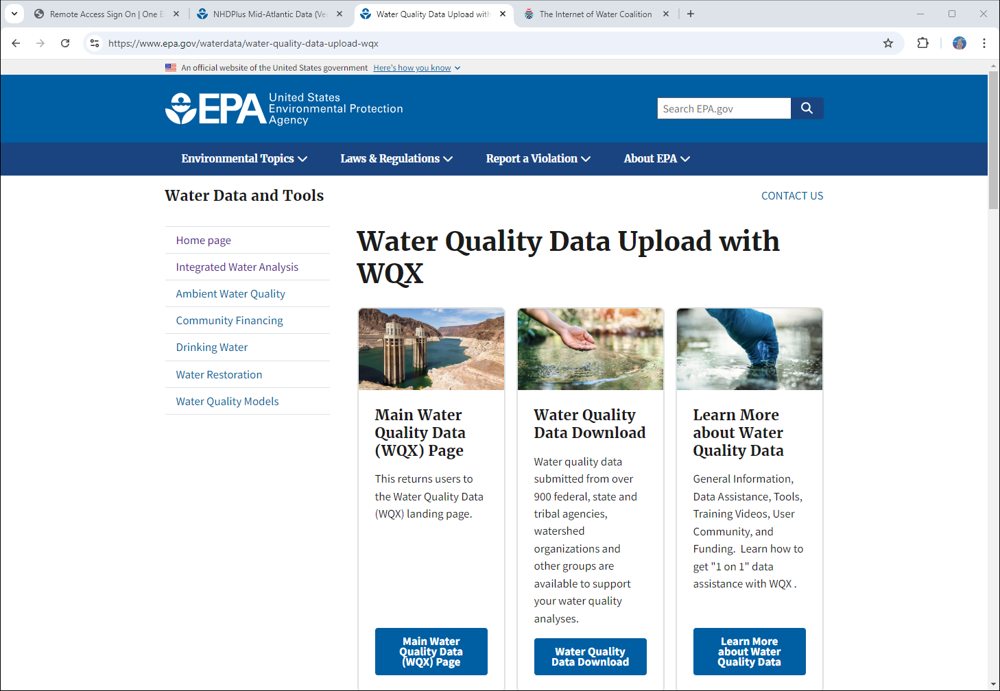 Remote Access Sign On | One E
NHDPlus Mid-Atlantic Data (Ve
Water Quality Data Upload with
The Internet of Water Coalition
https://www.epa.gov/waterdata/water-quality-data-upload-wqx
An official website of the United States government Here's how you know
EPA
United States
Environmental Protection
Agency
Search EPA.gov
Environmental Topics
Laws & Regulations
Report a Violation
About EPA
Water Data and Tools
CONTACT US
Home page
Integrated Water Analysis
Ambient Water Quality
Community Financing
Drinking Water
Water Restoration
Water Quality Models
Water Quality Data Upload with
WQX
Main Water
Quality Data
(WQX) Page
This returns users to
the Water Quality Data
(WQX) landing page.
Main Water
Quality Data
(WQX) Page
Water Quality
Data Download
Water quality data
submitted from over
900 federal, state and
tribal agencies,
watershed
organizations and
other groups are
available to support
your water quality
analyses.
Water Quality
Data Download
Learn More
about Water
Quality Data
General Information,
Data Assistance, Tools,
Training Videos, User
Community, and
Funding.  Learn how to
get "1 on 1" data
assistance with WQX .
Learn More
about Water
Quality Data